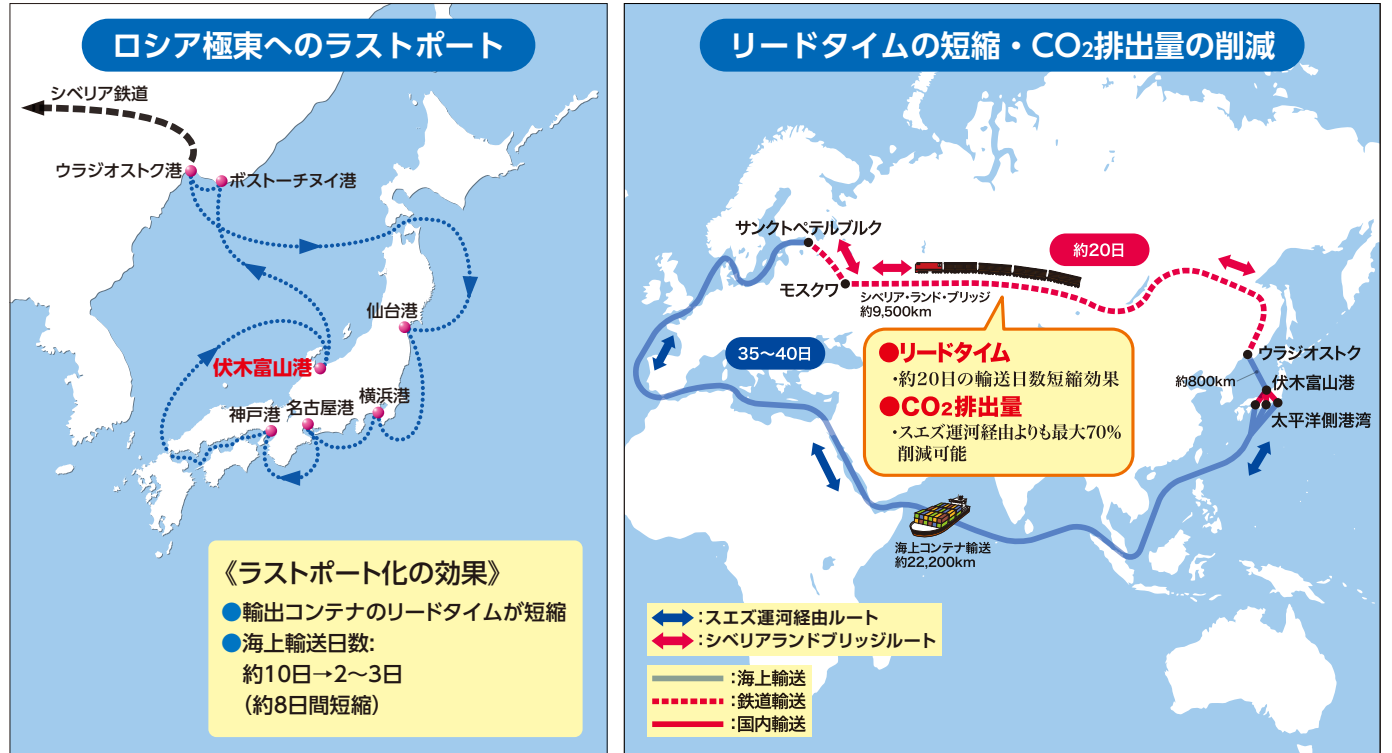 ロシア極東へのラストポート
シベリア鉄道
ウラジオストク港
ボストーチヌイ港
仙台港
伏木富山港
横浜港
名古屋港
神戸港
《ラストポート化の効果》
●輸出コンテナのリードタイムが短縮
●海上輸送日数:
約10日→2〜3日
（約8日間短縮）
リードタイムの短縮・CO₂排出量の削減
サンクトペテルブルク
約20日
モスクワ
シベリア・ランド・ブリッジ
約9,500km
35〜40日
●リードタイム
・約20日の輸送日数短縮効果
●CO₂排出量
・スエズ運河経由よりも最大70%
削減可能
ウラジオストク
約800km
伏木富山港
太平洋側港湾
海上コンテナ輸送
約22,200km
:スエズ運河経由ルート
:シベリアランドブリッジルート
:海上輸送
:鉄道輸送
:国内輸送